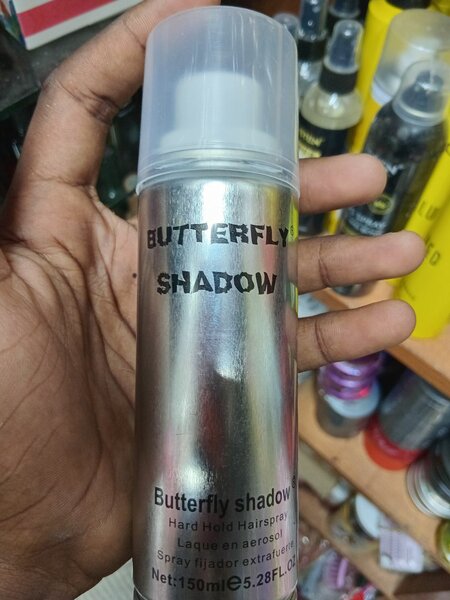 BUTTERFLY®
SHADOW
Butterfly shadow®
Hard Hold Hairspray
Laque en aerosol
Spray fijador extrafuerte
Net:150ml℮5.28FL.OZ